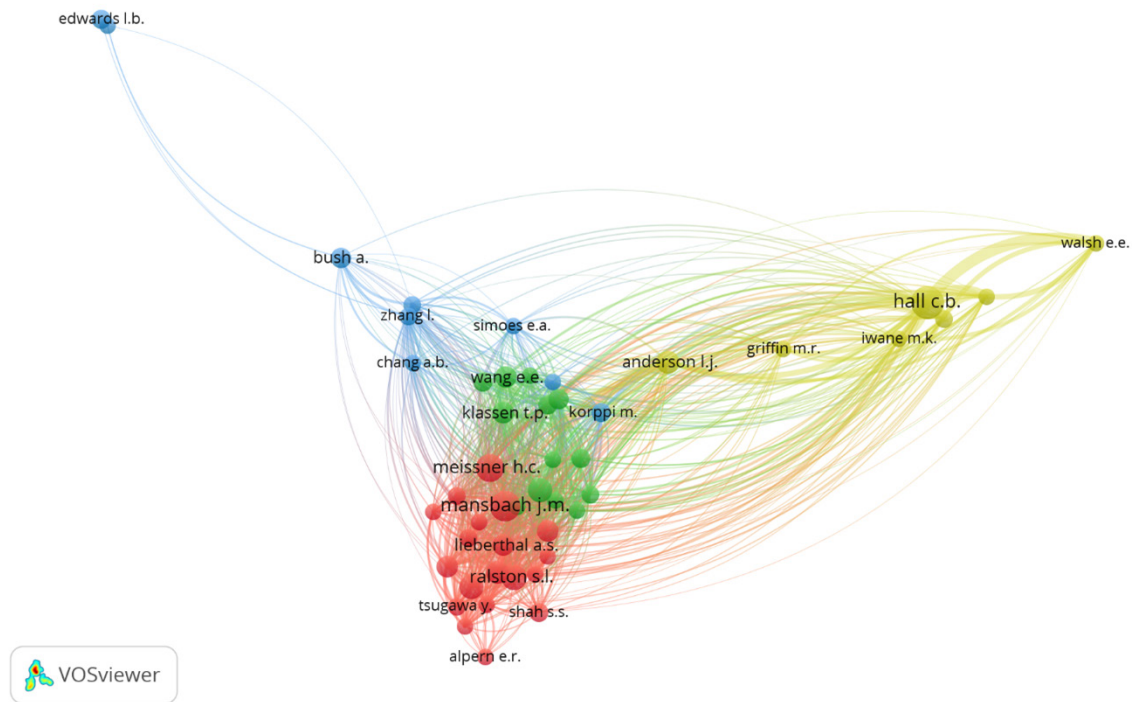 edwards l.b.
walsh e.e.
bush a.
hall c.b.
zhang l.
simoes e.a.
iwane m.k.
griffin m.r.
chang a.b.
anderson l.j.
wang e.e.
klassen t.p.
korppi m.
meissner h.c.
mansbach j.m.
lieberthal a.s.
ralston s.l.
tsugawa y.
shah s.s.
alpern e.r.
VOSviewer